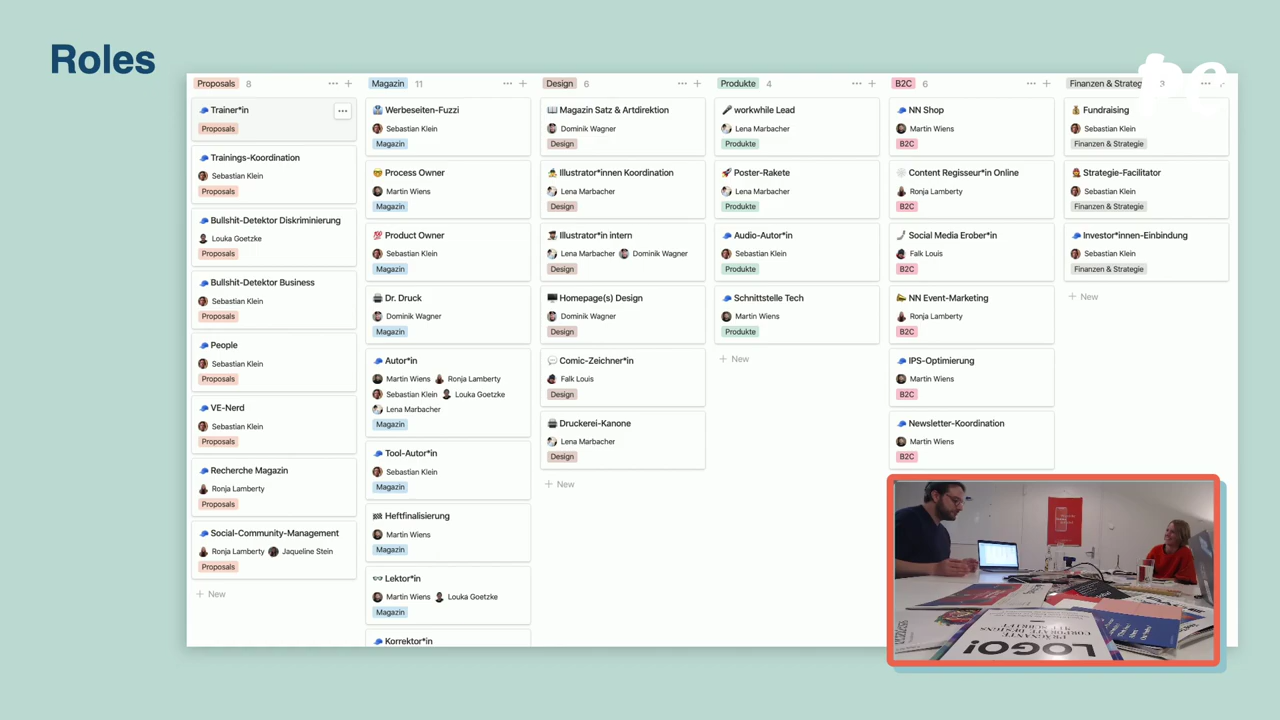 Roles
Proposals 8
Trainer*in
Proposals
Trainings-Koordination
Sebastian Klein
Proposals
Bullshit-Detektor Diskriminierung
Louka Goetzke
Proposals
Bullshit-Detektor Business
Sebastian Klein
Proposals
People
Sebastian Klein
Proposals
VE-Nerd
Sebastian Klein
Proposals
Recherche Magazin
Ronja Lamberty
Proposals
Social-Community-Management
Ronja Lamberty Jaqueline Stein
Proposals
+ New
Magazin 11
Werbeseiten-Fuzzi
Sebastian Klein
Magazin
Process Owner
Martin Wiens
Magazin
Product Owner
Sebastian Klein
Magazin
Dr. Druck
Dominik Wagner
Magazin
Autor*in
Martin Wiens Ronja Lamberty
Sebastian Klein Louka Goetzke
Lena Marbacher
Magazin
Tool-Autor*in
Sebastian Klein
Magazin
Heftfinalisierung
Martin Wiens
Magazin
Lektor*in
Martin Wiens Louka Goetzke
Magazin
Korrektor*in
Design 6
Magazin Satz & Artdirektion
Dominik Wagner
Design
Illustrator*innen Koordination
Lena Marbacher
Design
Illustrator*in intern
Lena Marbacher Dominik Wagner
Design
Homepage(s) Design
Dominik Wagner
Design
Comic-Zeichner*in
Falk Louis
Design
Druckerei-Kanone
Lena Marbacher
Design
+ New
Produkte 4
workwhile Lead
Lena Marbacher
Produkte
Poster-Rakete
Lena Marbacher
Produkte
Audio-Autor*in
Sebastian Klein
Produkte
Schnittstelle Tech
Martin Wiens
Produkte
+ New
B2C 6
NN Shop
Martin Wiens
B2C
Content Regisseur*in Online
Ronja Lamberty
B2C
Social Media Erober*in
Falk Louis
B2C
NN Event-Marketing
Ronja Lamberty
B2C
IPS-Optimierung
Martin Wiens
B2C
Newsletter-Koordination
Martin Wiens
B2C
Finanzen & Strateg 3
Fundraising
Sebastian Klein
Finanzen & Strategie
Strategie-Facilitator
Sebastian Klein
Finanzen & Strategie
Investor*innen-Einbindung
Sebastian Klein
Finanzen & Strategie
+ New
LOGO!